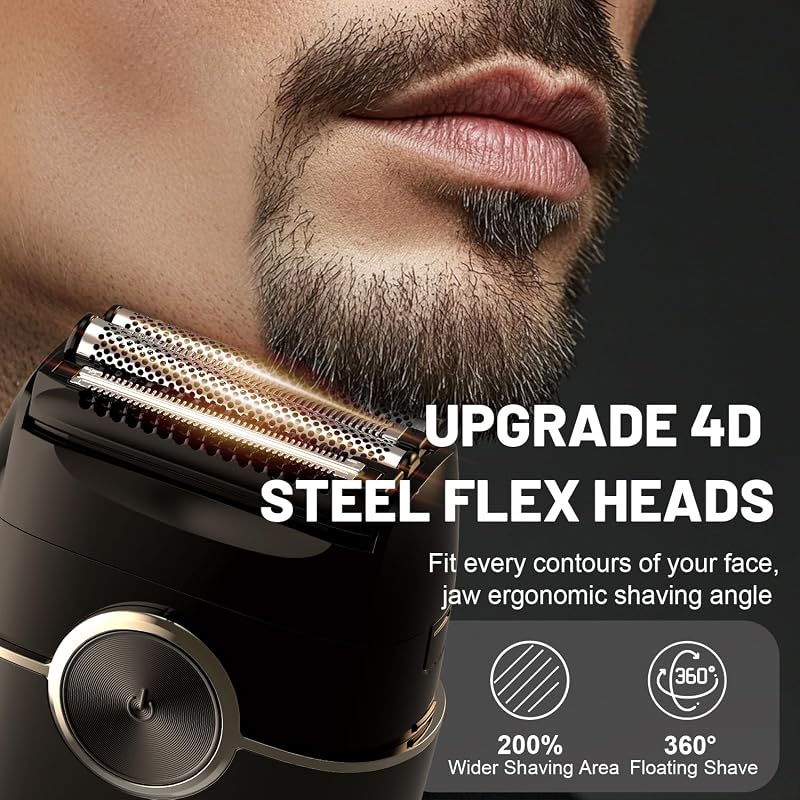 UPGRADE 4D
STEEL FLEX HEADS
Fit every contours of your face,
jaw ergonomic shaving angle
360°
200%
Wider Shaving Area
360°
Floating Shave